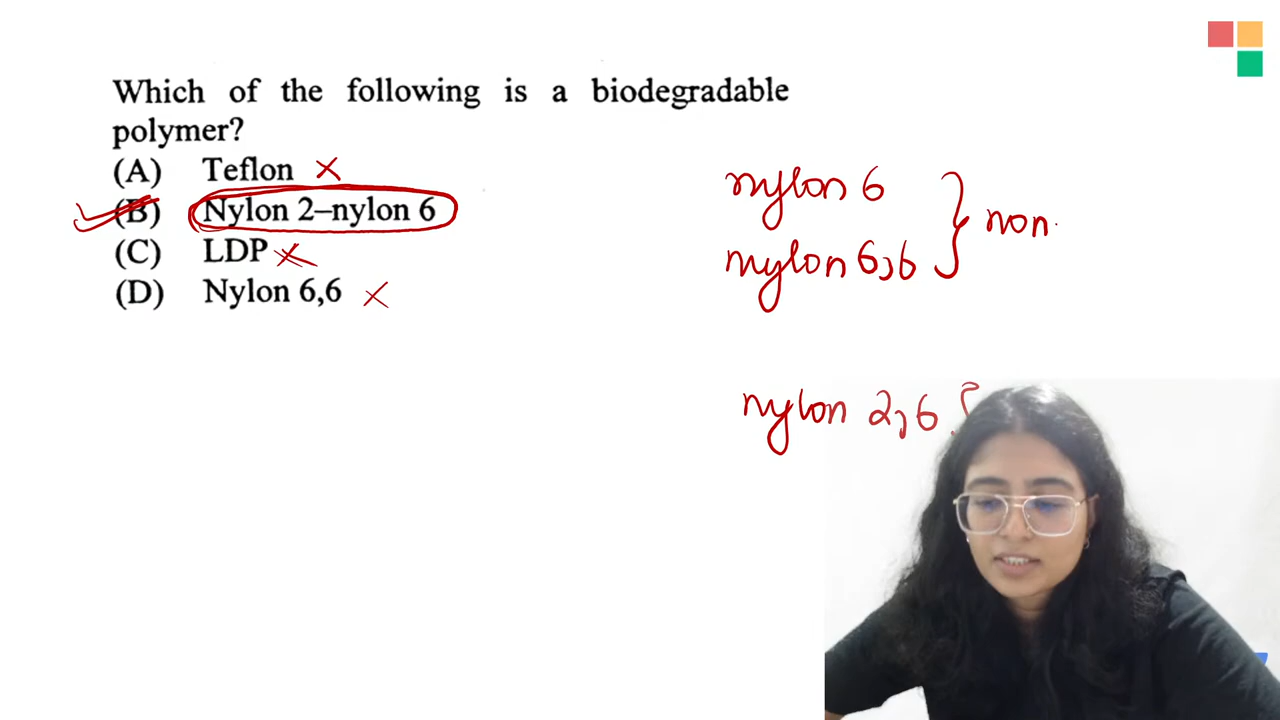 Which of the following is a biodegradable
polymer?
(A) Teflon
(B) Nylon 2–nylon 6
(C) LDP
(D) Nylon 6,6
nylon 6
nylon 6,6
non
nylon 2,6